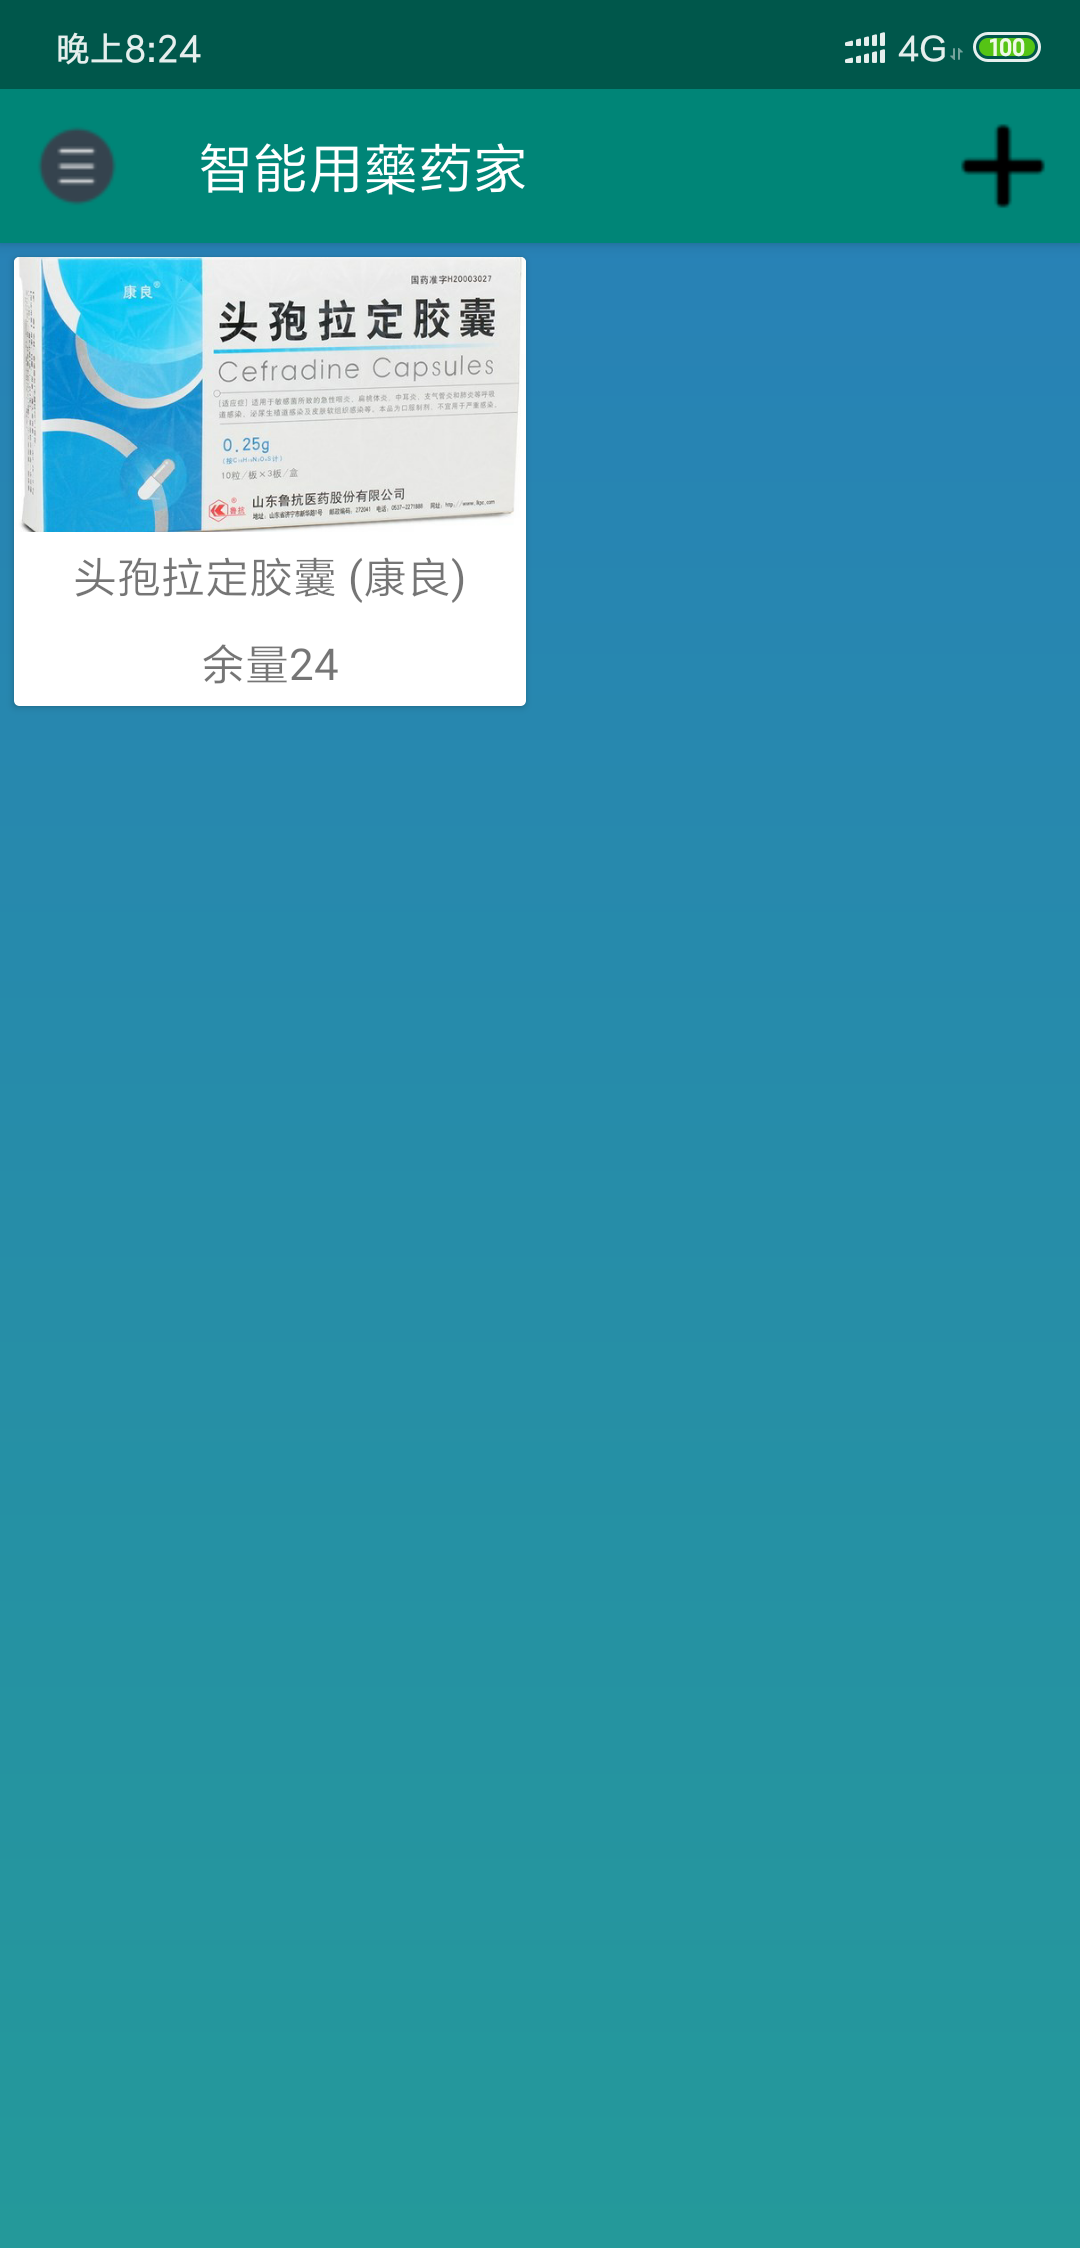 晚上8:24
4G
100
智能用藥药家
康良®
国药准字H20003027
头孢拉定胶囊
Cefradine Capsules
0.25g
10粒/板×3板/盒
鲁抗
山东鲁抗医药股份有限公司
头孢拉定胶囊 (康良)
余量24